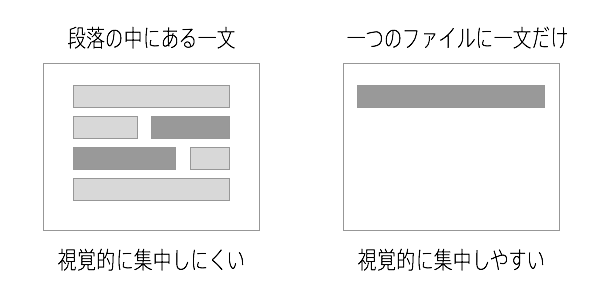 段落の中にある一文
一つのファイルに一文だけ
視覚的に集中しにくい
視覚的に集中しやすい